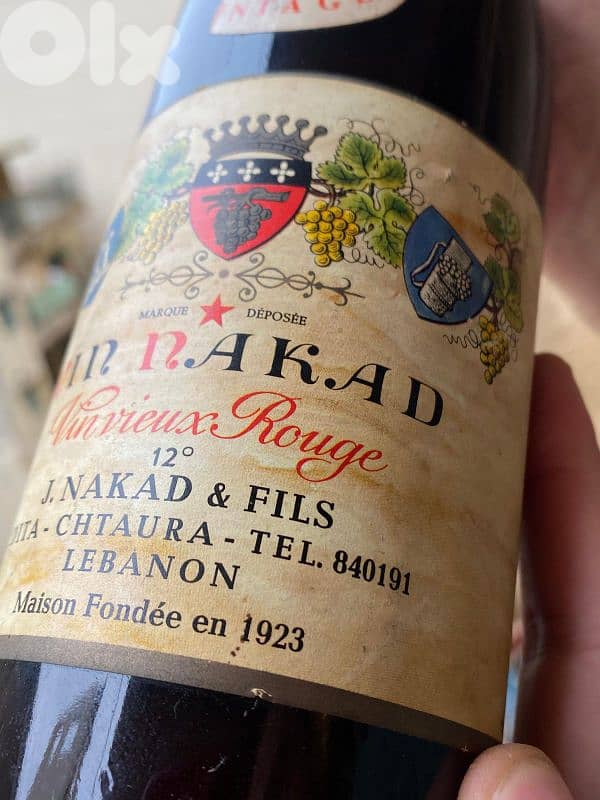 Olx
MARQUE DÉPOSÉE
NAKAD
Vin vieux Rouge
12°
J. NAKAD & FILS
- CHTAURA - TEL. 840191
LEBANON
Maison Fondée en 1923